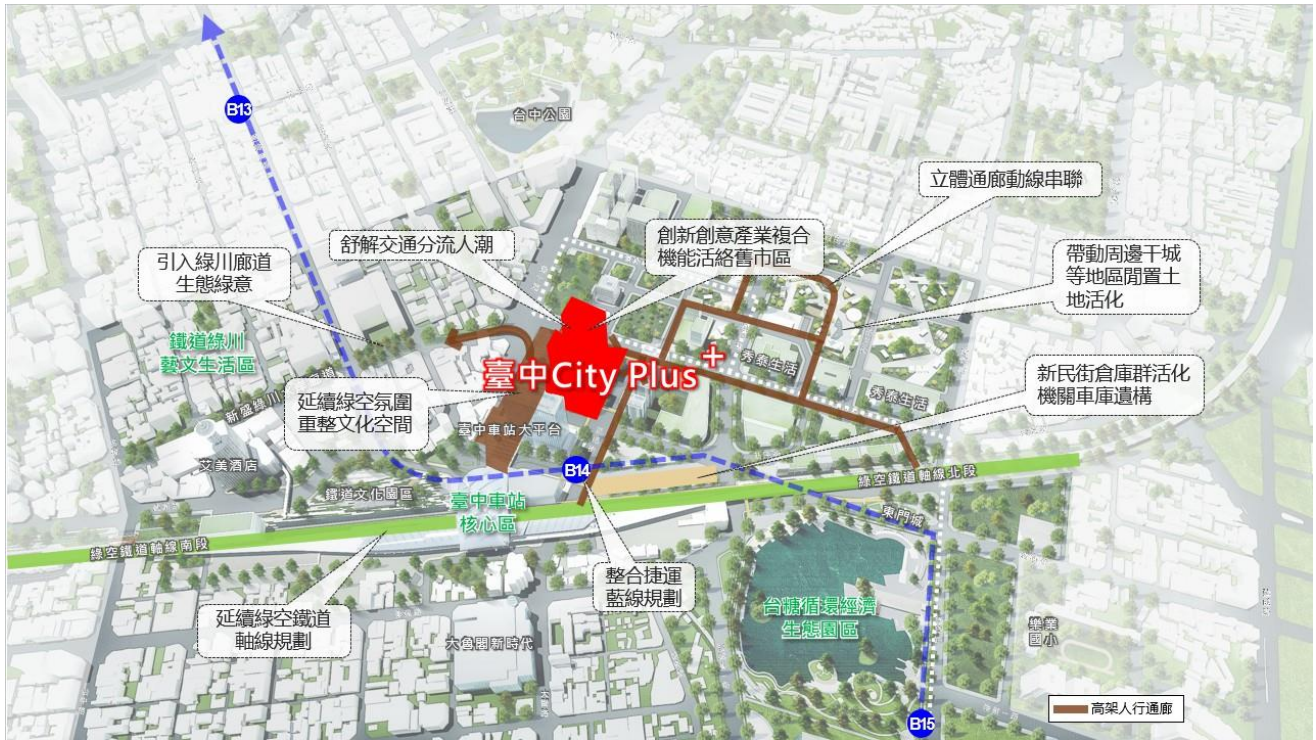 B13
台中公園
立體通廊動線串聯
舒解交通分流人潮
創新創意產業複合
機能活絡舊市區
帶動周邊干城
等地區閒置土
地活化
引入綠川廊道
生態綠意
鐵道綠川
藝文生活區
臺中City Plus+
秀泰生活
秀泰生活
新民街倉庫群活化
機關車庫遺構
延續綠空氛圍
重整文化空間
臺中車站大平台
新盛綠川
艾美酒店
B14
鐵道文化園區
臺中車站
核心區
綠空鐵道軸線北段
東門城
綠空鐵道軸線南段
整合捷運
藍線規劃
延續綠空鐵道
軸線規劃
大魯閣新時代
台糖循環經濟
生態園區
樂業
國小
B15
高架人行通廊